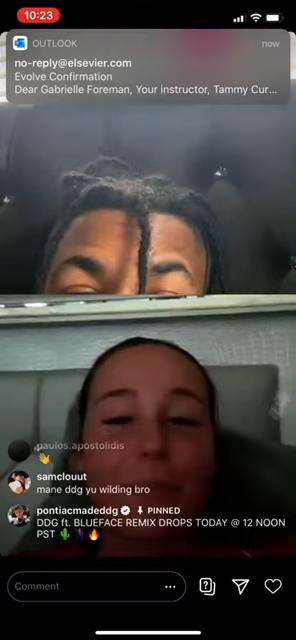 10:23
OUTLOOK
now
no-reply@elsevier.com
Evolve Confirmation
Dear Gabrielle Foreman, Your instructor, Tammy Cur...
paulos.apostolidis
👋
samclouut
mane ddg yu wilding bro
pontiacmadeddg PINNED
DDG ft. BLUEFACE REMIX DROPS TODAY @ 12 NOON
PST 🌵🔥
Comment